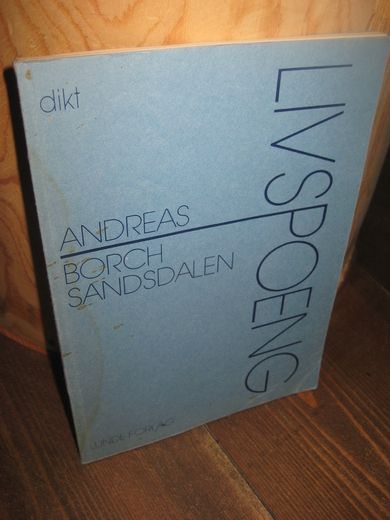 dikt
ANDREAS
BORCH
SANDSDALEN
LIVSPOENG
LUNDE FORLAG